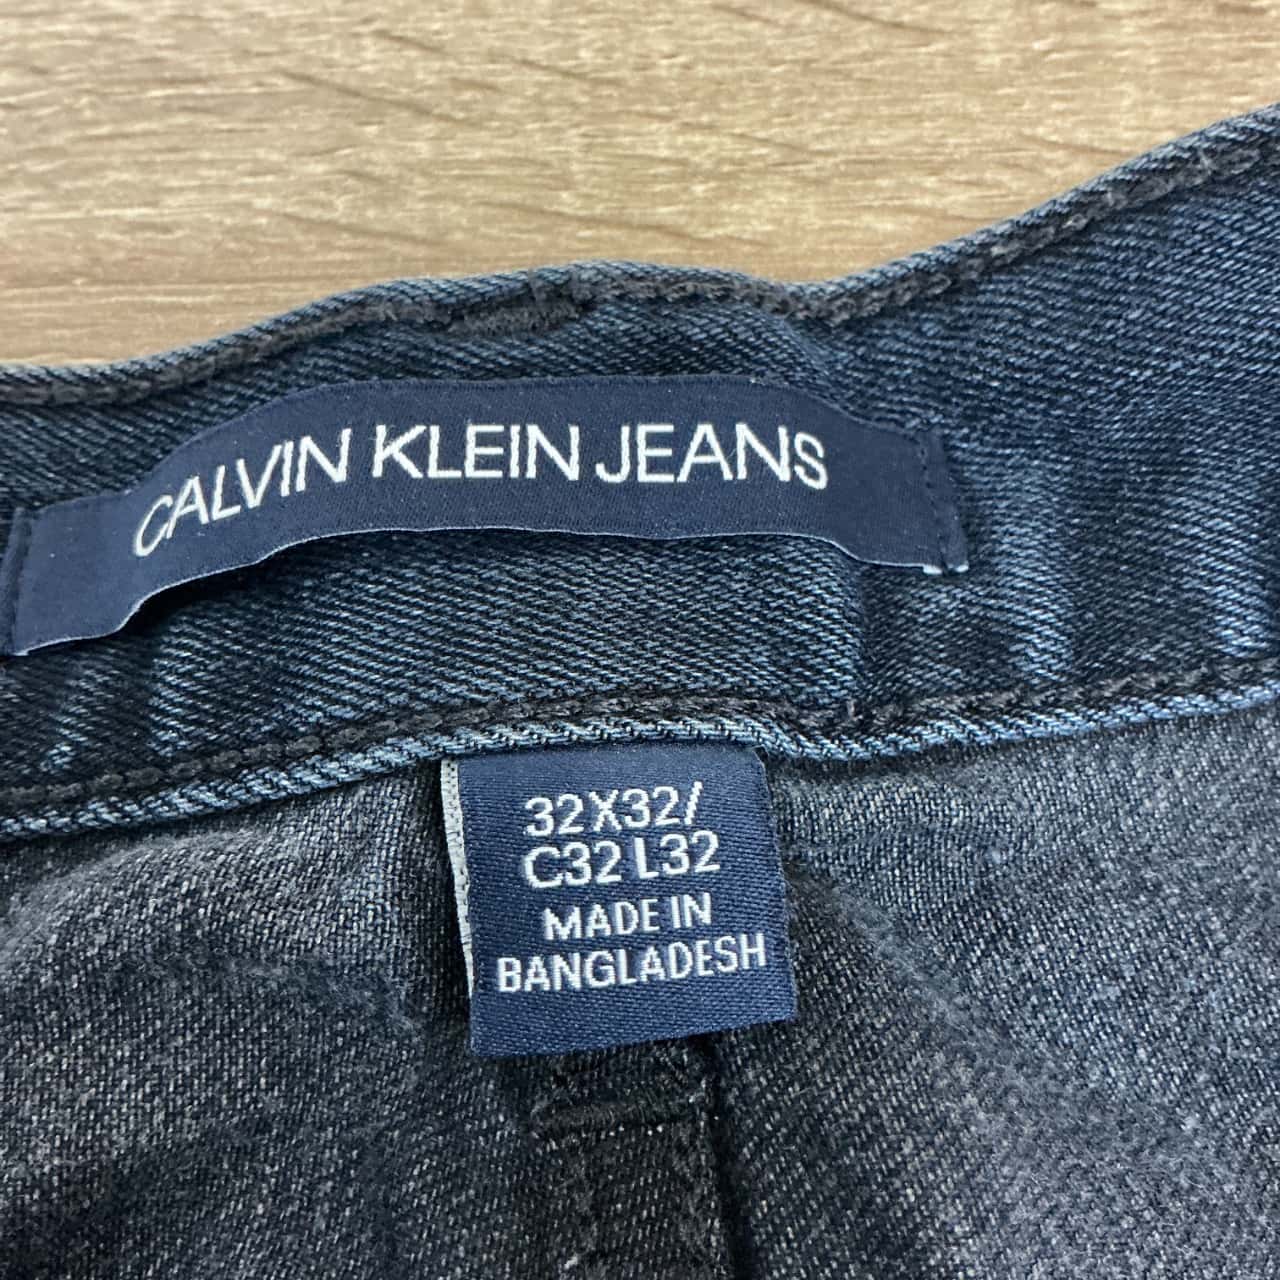 CALVIN KLEIN JEANS
32X32/
C32 L32
MADE IN
BANGLADESH